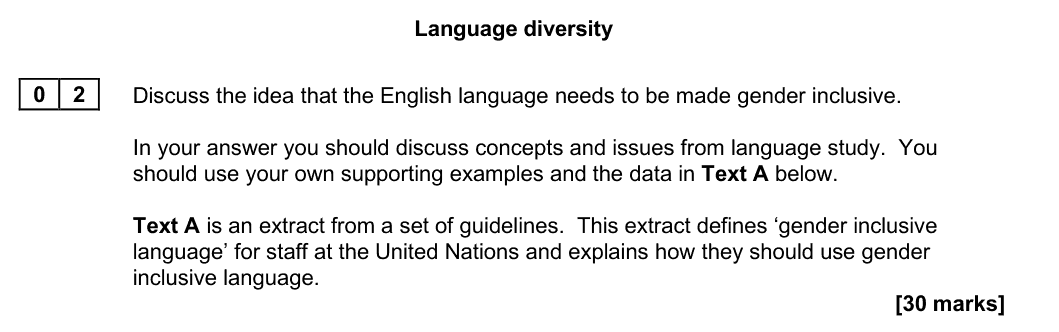 Language diversity
0 2 Discuss the idea that the English language needs to be made gender inclusive.
In your answer you should discuss concepts and issues from language study.  You
should use your own supporting examples and the data in Text A below.
Text A is an extract from a set of guidelines.  This extract defines ‘gender inclusive
language’ for staff at the United Nations and explains how they should use gender
inclusive language.
[30 marks]